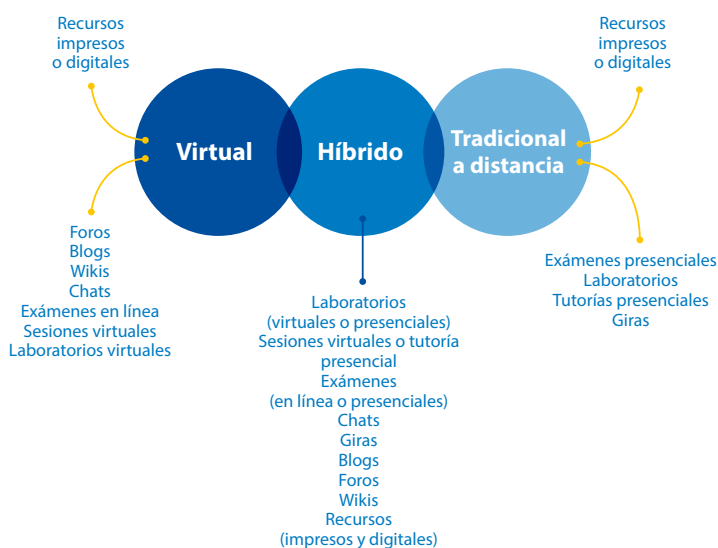 Recursos
impresos
o digitales
Recursos
impresos
o digitales
Virtual
Híbrido
Tradicional
a distancia
Foros
Blogs
Wikis
Chats
Exámenes en línea
Sesiones virtuales
Laboratorios virtuales
Laboratorios
(virtuales o presenciales)
Sesiones virtuales o tutoría
presencial
Exámenes
(en línea o presenciales)
Chats
Giras
Blogs
Foros
Wikis
Recursos
(impresos y digitales)
Exámenes presenciales
Laboratorios
Tutorías presenciales
Giras